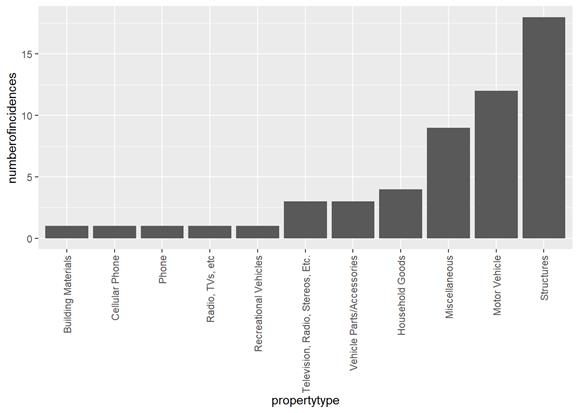 numberofincidences
15
10
5
0
Building Materials
Cellular Phone
Phone
Radio, TVs, etc
Recreational Vehicles
Television, Radio, Stereos, Etc.
Vehicle Parts/Accessories
Household Goods
Miscellaneous
Motor Vehicle
Structures
propertytype